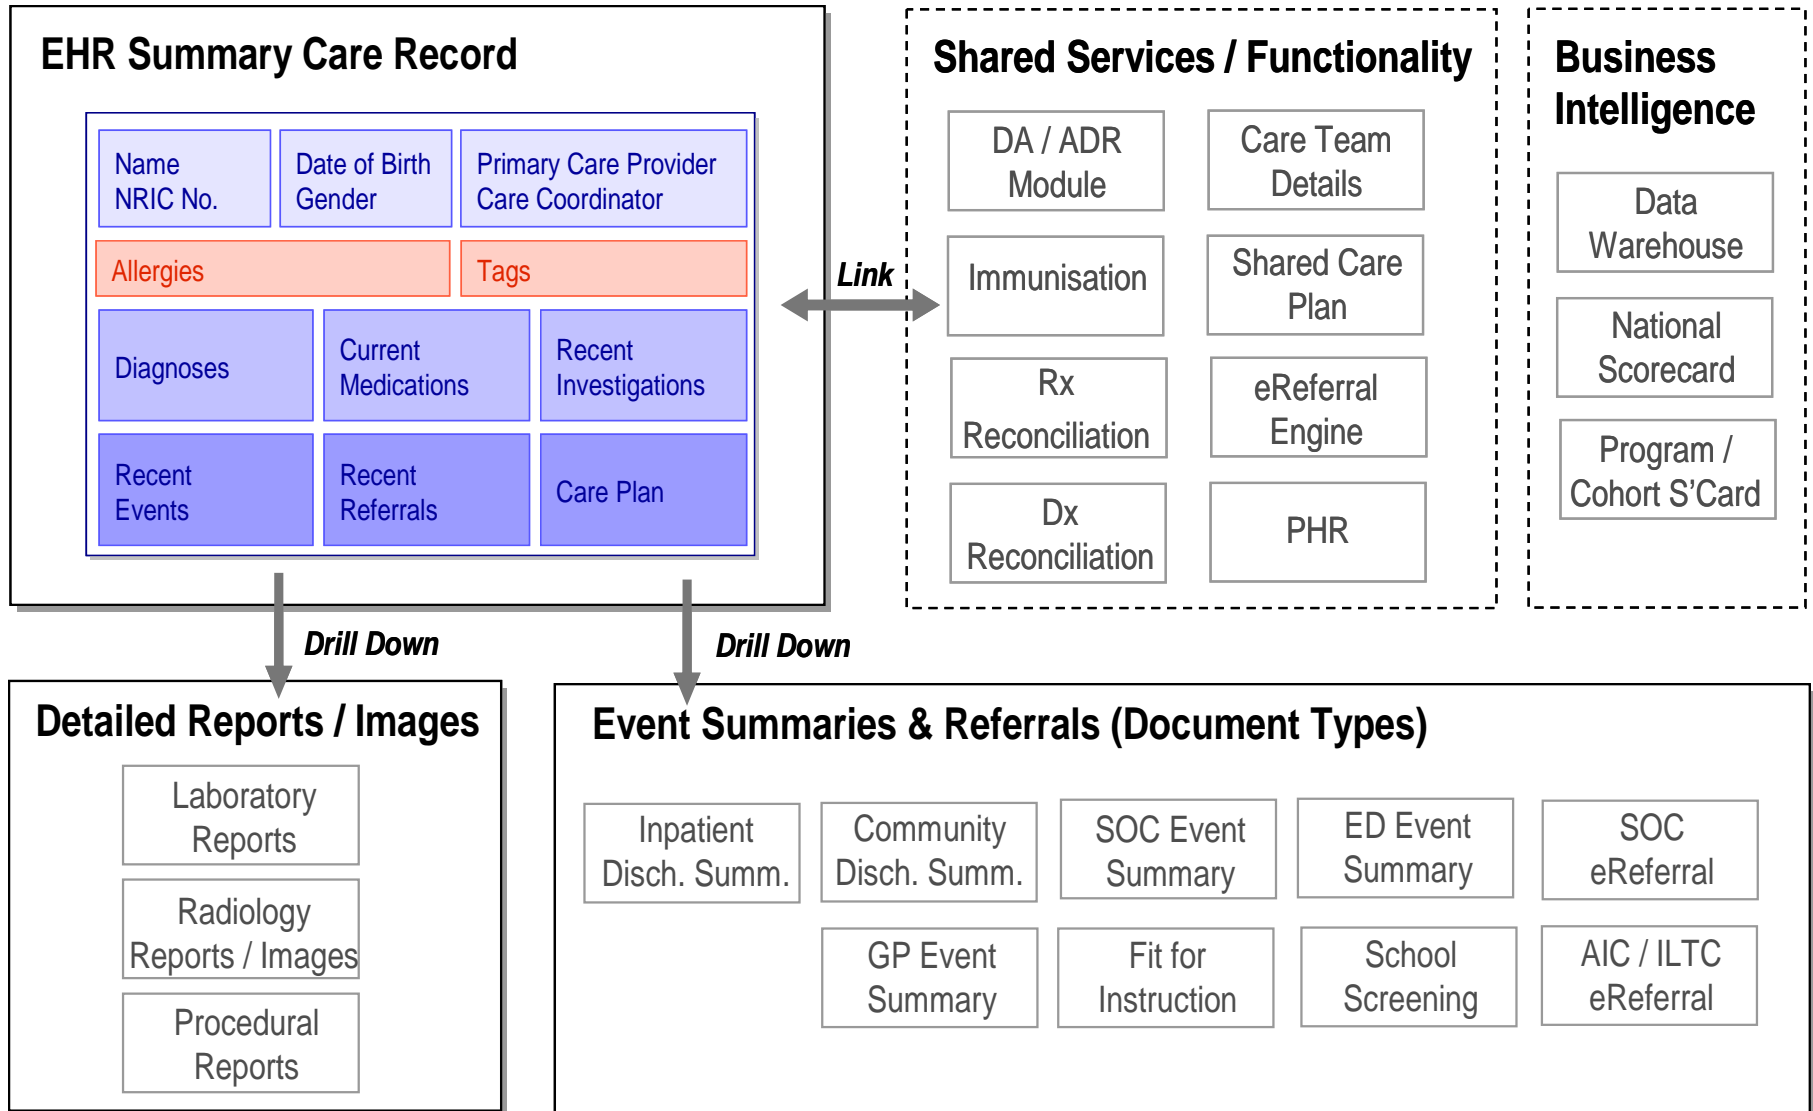 EHR Summary Care Record
Name
NRIC No.
Date of Birth
Gender
Primary Care Provider
Care Coordinator
Allergies
Tags
Diagnoses
Current
Medications
Recent
Investigations
Recent
Events
Recent
Referrals
Care Plan
Link
Shared Services / Functionality
DA / ADR
Module
Care Team
Details
Immunisation
Shared Care
Plan
Rx
Reconciliation
eReferral
Engine
Dx
Reconciliation
PHR
Business
Intelligence
Data
Warehouse
National
Scorecard
Program /
Cohort S’Card
Drill Down
Drill Down
Detailed Reports / Images
Laboratory
Reports
Radiology
Reports / Images
Procedural
Reports
Event Summaries & Referrals (Document Types)
Inpatient
Disch. Summ.
Community
Disch. Summ.
SOC Event
Summary
ED Event
Summary
SOC
eReferral
GP Event
Summary
Fit for
Instruction
School
Screening
AIC / ILTC
eReferral